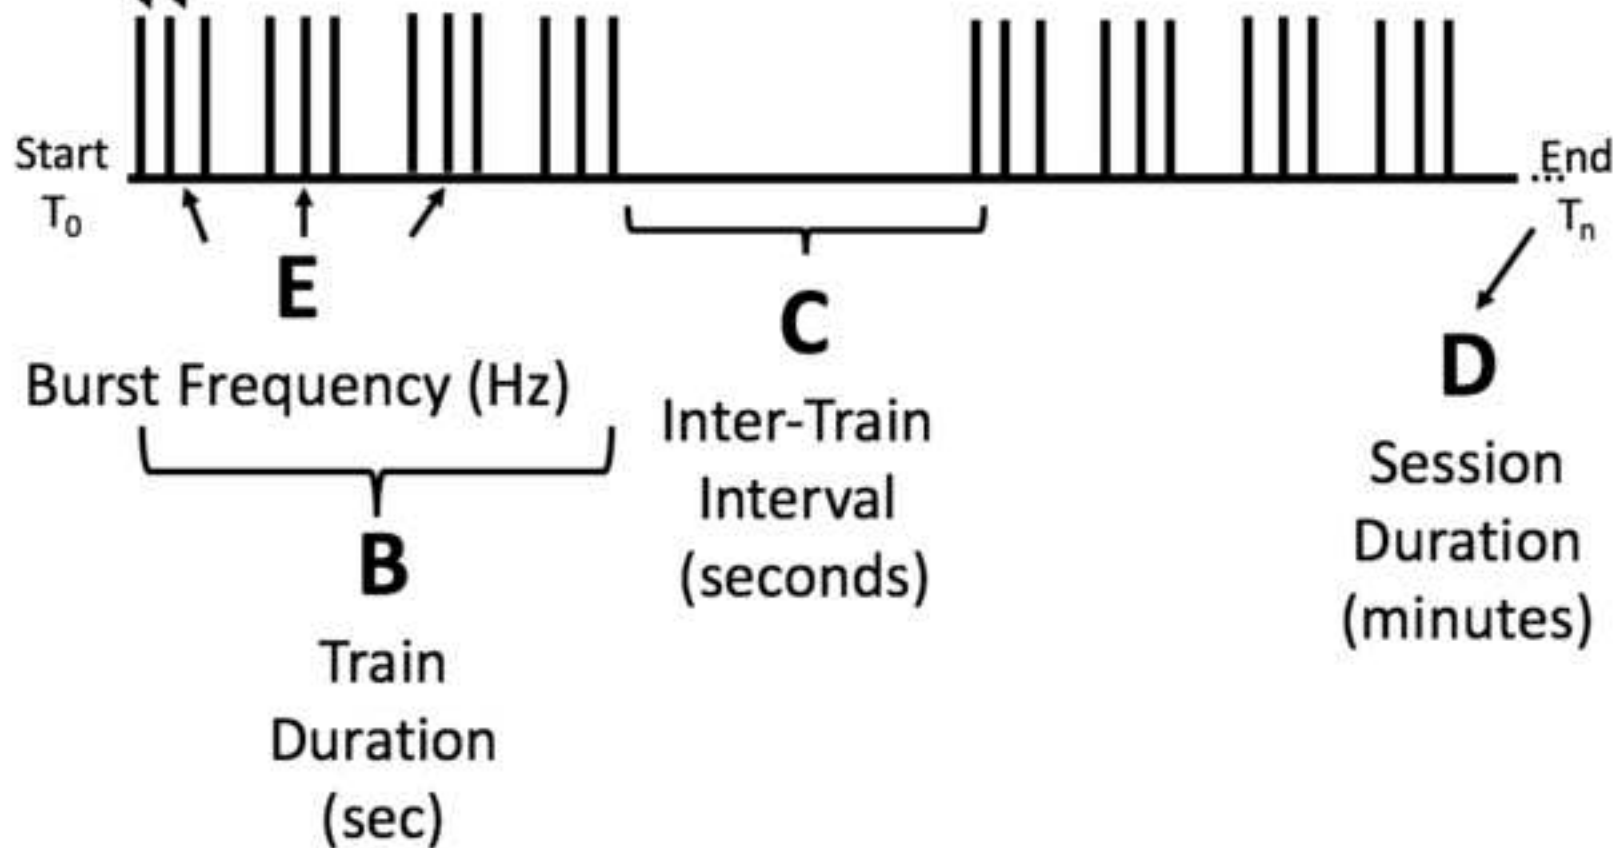 Start
T₀
End
...
Tₙ
E
Burst Frequency (Hz)
B
Train
Duration
(sec)
C
Inter-Train
Interval
(seconds)
D
Session
Duration
(minutes)